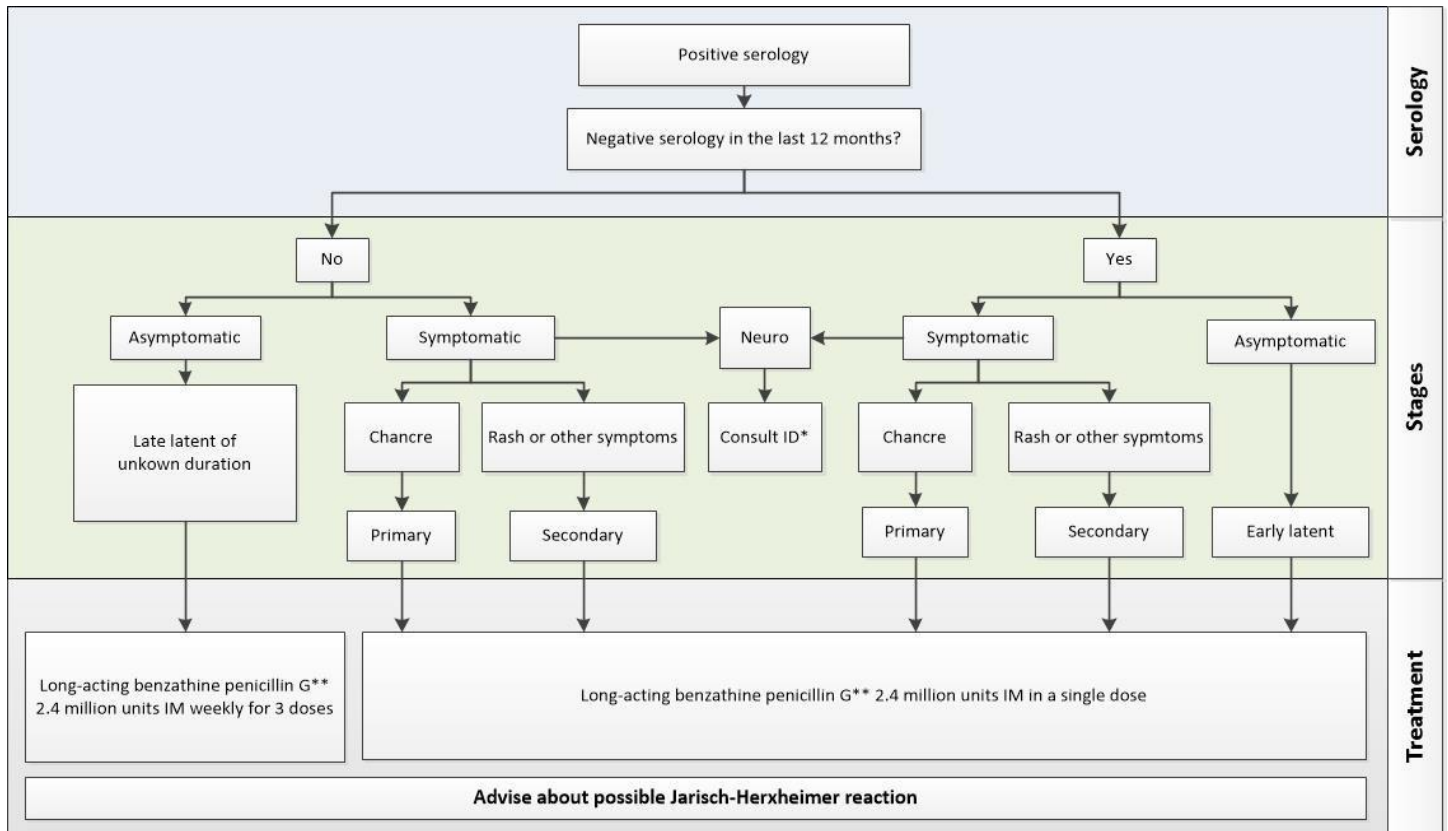 Positive serology
Negative serology in the last 12 months?
Serology
No
Yes
Asymptomatic
Symptomatic
Neuro
Symptomatic
Asymptomatic
Late latent of
unkown duration
Chancre
Rash or other symptoms
Consult ID*
Chancre
Rash or other sypmtoms
Primary
Secondary
Primary
Secondary
Early latent
Stages
Long-acting benzathine penicillin G**
2.4 million units IM weekly for 3 doses
Long-acting benzathine penicillin G** 2.4 million units IM in a single dose
Treatment
Advise about possible Jarisch-Herxheimer reaction